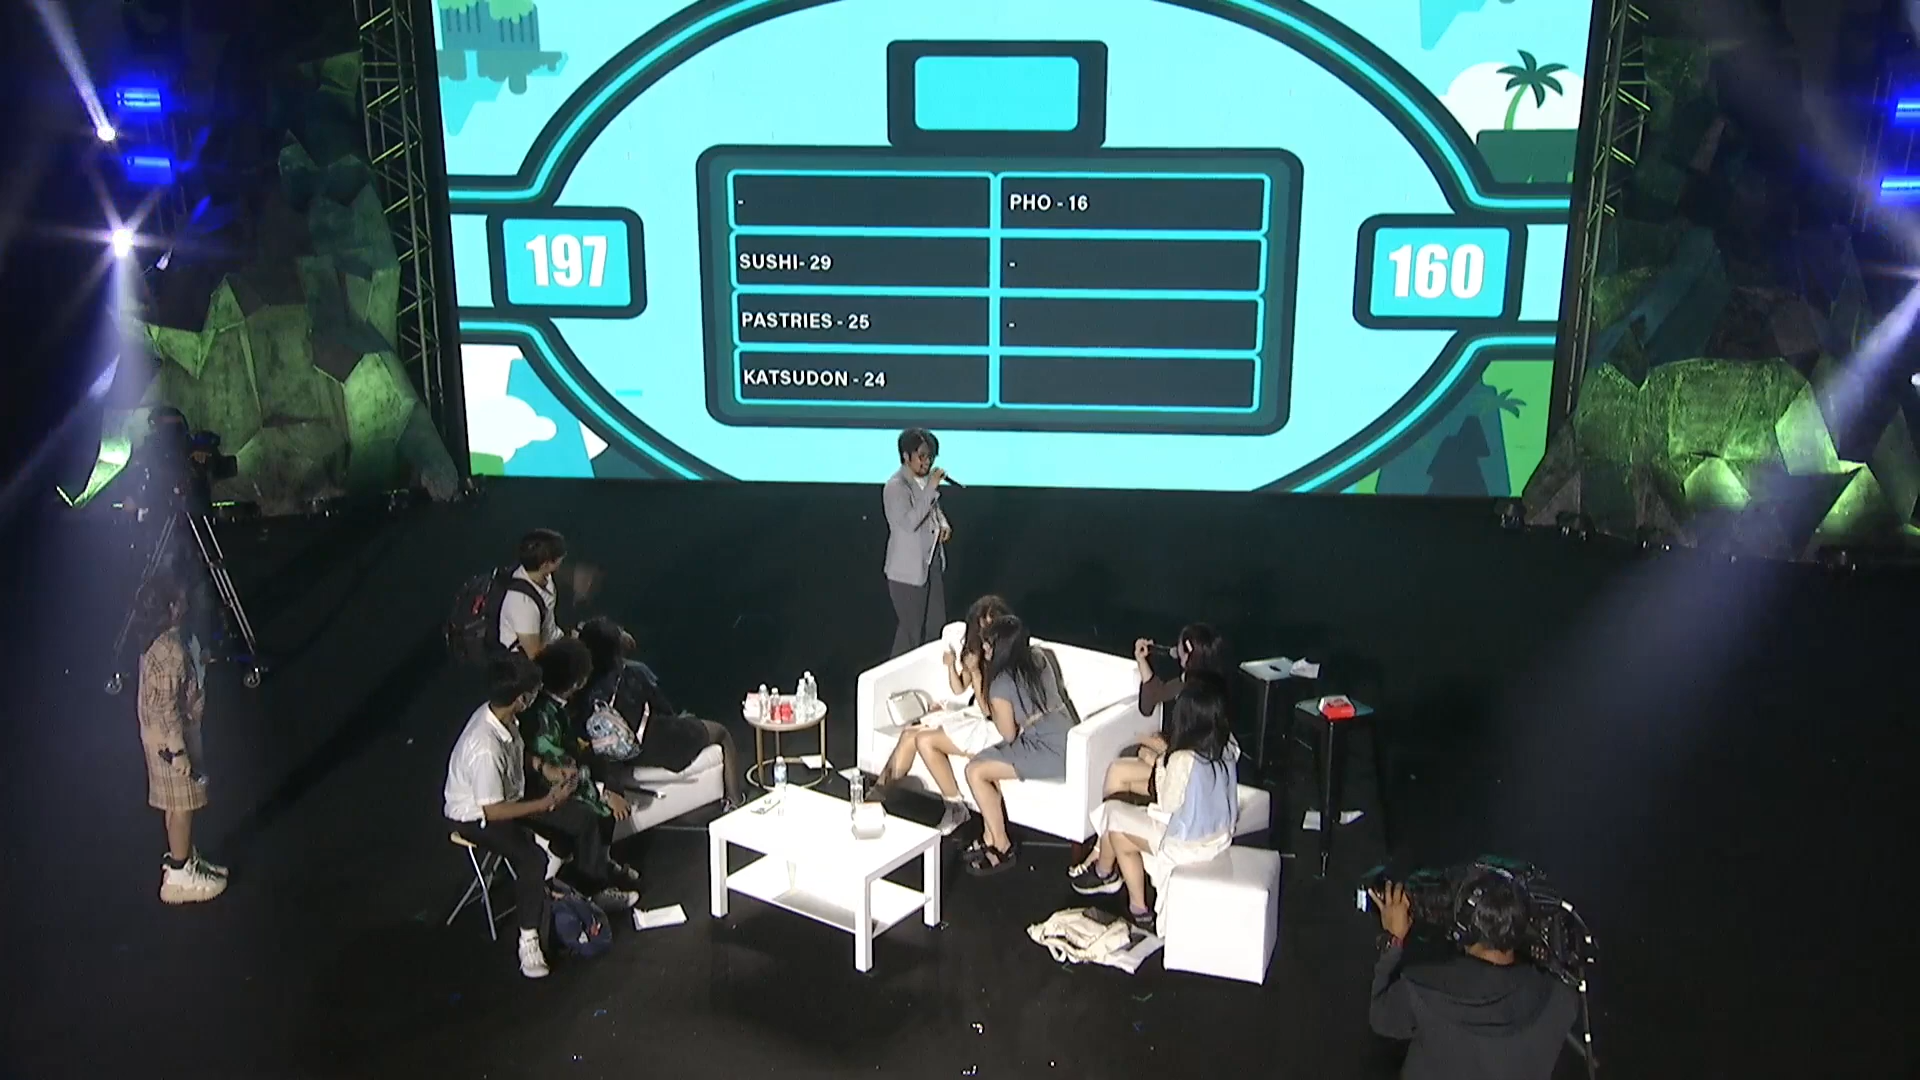 197
-
SUSHI- 29
PASTRIES - 25
KATSUDON - 24
PHO - 16
-
-
160